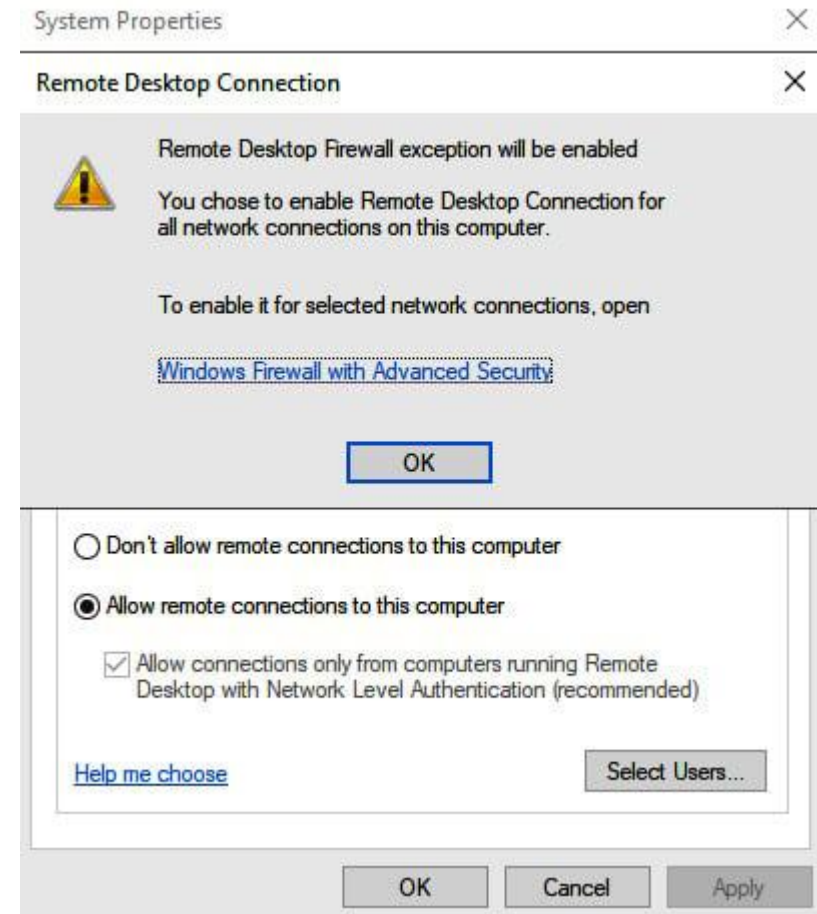 System Properties
Remote Desktop Connection
Remote Desktop Firewall exception will be enabled
You chose to enable Remote Desktop Connection for
all network connections on this computer.
To enable it for selected network connections, open
Windows Firewall with Advanced Security
OK
Don't allow remote connections to this computer
Allow remote connections to this computer
Allow connections only from computers running Remote
Desktop with Network Level Authentication (recommended)
Help me choose
Select Users...
OK
Cancel
Apply